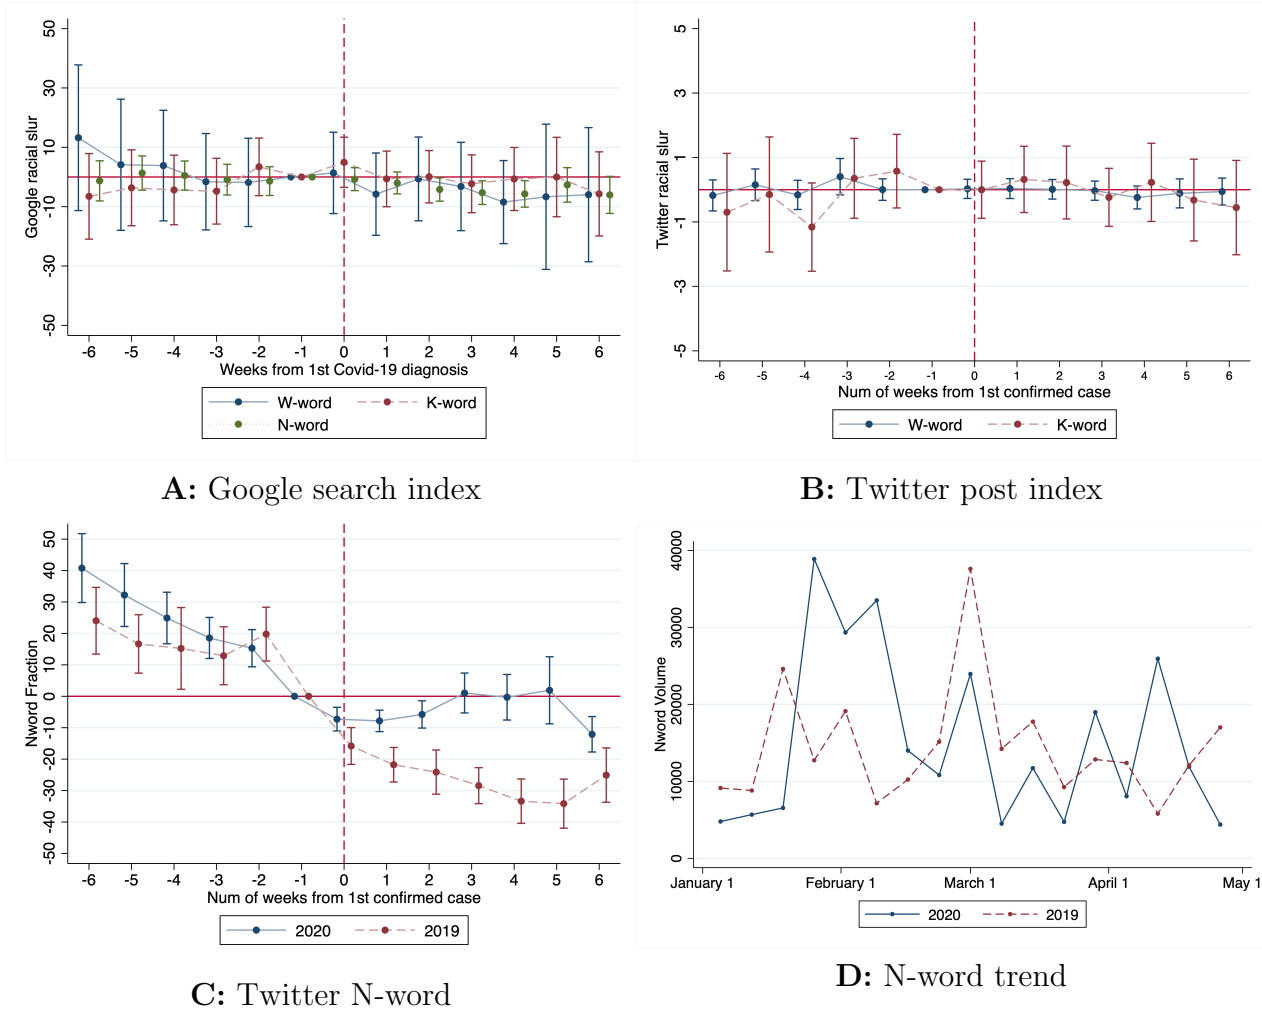 50
30
10
-10
-30
-50
Google racial slur
-6 -5 -4 -3 -2 -1 0 1 2 3 4 5 6
Weeks from 1st Covid-19 diagnosis
W-word K-word
N-word
A: Google search index
5
3
1
-1
-3
-5
Twitter racial slur
-6 -5 -4 -3 -2 -1 0 1 2 3 4 5 6
Num of weeks from 1st confirmed case
W-word K-word
B: Twitter post index
50
40
30
20
10
0
-10
-20
-30
-40
-50
Nword Fraction
-6 -5 -4 -3 -2 -1 0 1 2 3 4 5 6
Num of weeks from 1st confirmed case
2020 2019
C: Twitter N-word
40000
30000
20000
10000
0
Nword Volume
January 1 February 1 March 1 April 1 May 1
2020 2019
D: N-word trend